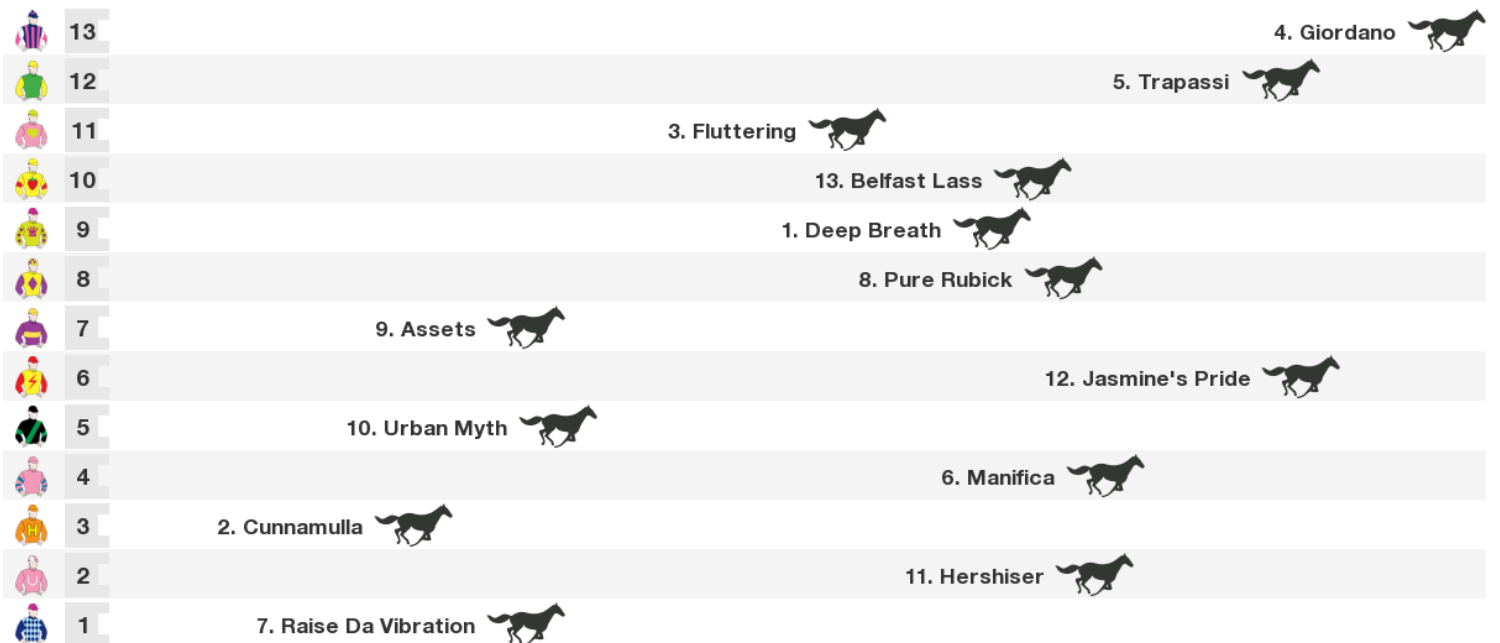 13 4. Giordano
12 5. Trapassi
11 3. Fluttering
10 13. Belfast Lass
9 1. Deep Breath
8 8. Pure Rubick
7 9. Assets
6 12. Jasmine's Pride
5 10. Urban Myth
4 6. Manifica
3 2. Cunnamulla
H
2 11. Hershiser
U
1 7. Raise Da Vibration